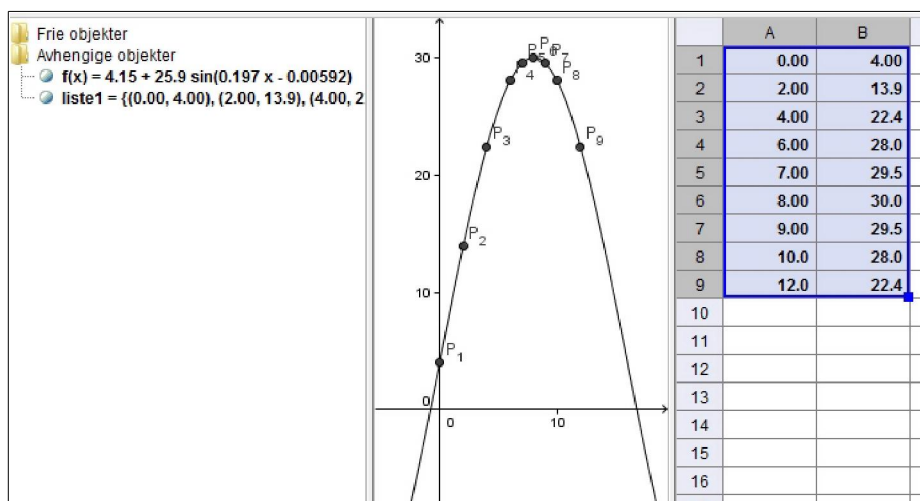 Frie objekter
Avhengige objekter
f(x) = 4.15 + 25.9 sin(0.197 x - 0.00592)
liste1 = {(0.00, 4.00), (2.00, 13.9), (4.00, 2
30
20
10
0
0
10
P1
P2
P3
4
P
5
P6
P7
P8
P9
A B
1 0.00 4.00
2 2.00 13.9
3 4.00 22.4
4 6.00 28.0
5 7.00 29.5
6 8.00 30.0
7 9.00 29.5
8 10.0 28.0
9 12.0 22.4
10
11
12
13
14
15
16